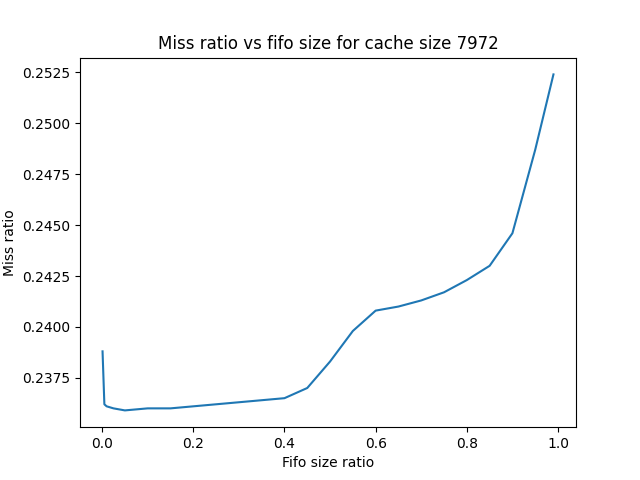 Miss ratio vs fifo size for cache size 7972
0.2525
0.2500
0.2475
0.2450
0.2425
0.2400
0.2375
Miss ratio
0.0 0.2 0.4 0.6 0.8 1.0
Fifo size ratio